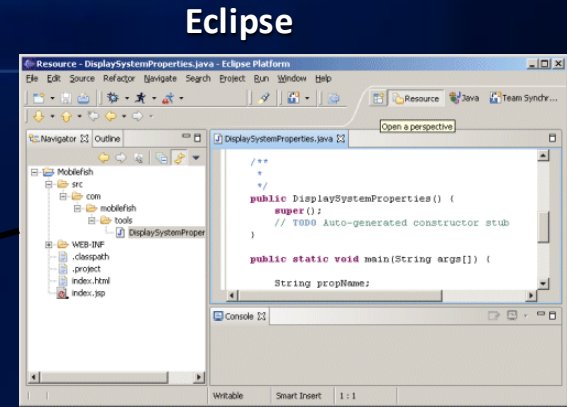 Eclipse
Resource - DisplaySystemProperties.java - Eclipse Platform
File Edit Source Refactor Navigate Search Project Run Window Help
Resource Java Team Synchr...
Open a perspective
Navigator Outline
DisplaySystemProperties.java
Mobilefish
src
com
mobilefish
tools
DisplaySystemProper
WEB-INF
.classpath
.project
index.html
index.jsp
/**
*
*/
public DisplaySystemProperties() {
super();
// TODO Auto-generated constructor stub
}
public static void main(String args[]) {
String propName;
Console
Writable Smart Insert 1 : 1